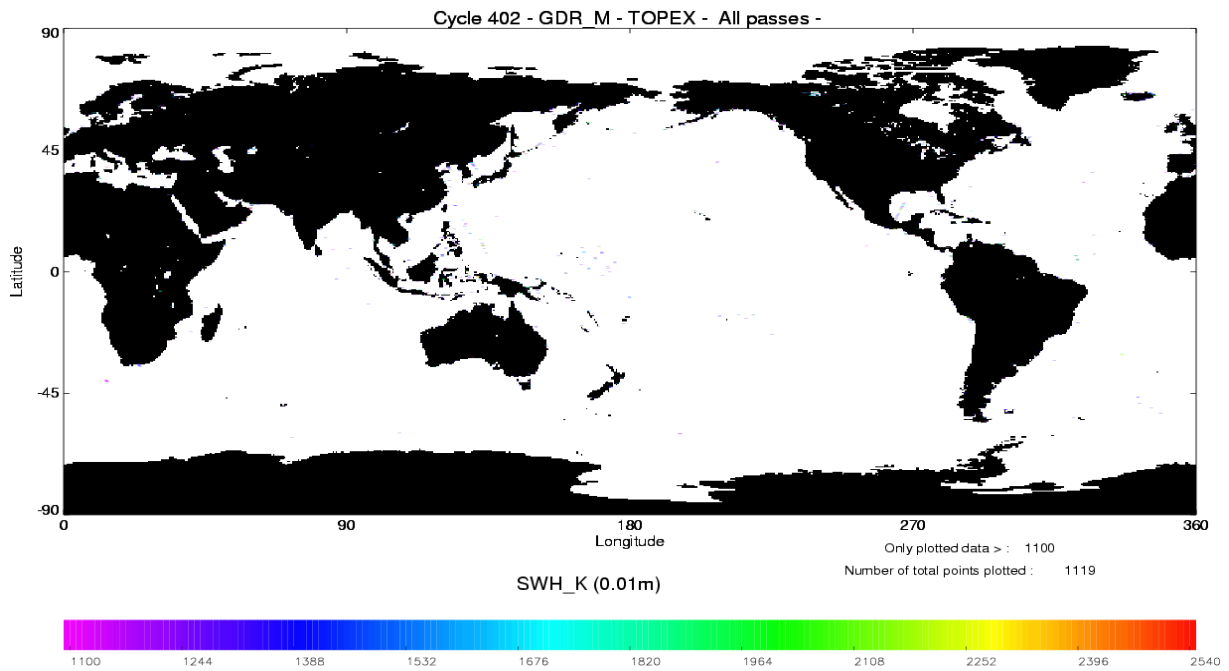 Cycle 402 - GDR_M - TOPEX - All passes -
90
45
0
-45
-90
Latitude
0 90 180 270 360
Longitude
Only plotted data > : 1100
Number of total points plotted : 1119
SWH_K (0.01m)
1100 1244 1388 1532 1676 1820 1964 2108 2252 2396 2540